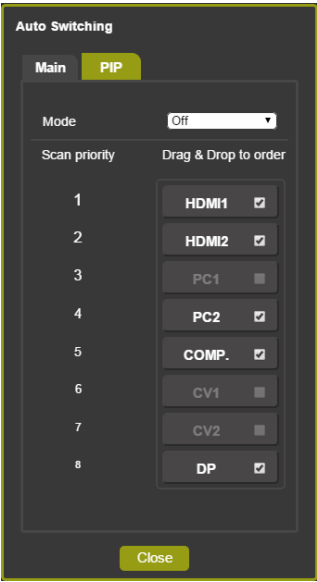 Auto Switching
Main PIP
Mode Off
Scan priority Drag & Drop to order
1 HDMI1
2 HDMI2
3 PC1
4 PC2
5 COMP.
6 CV1
7 CV2
8 DP
Close